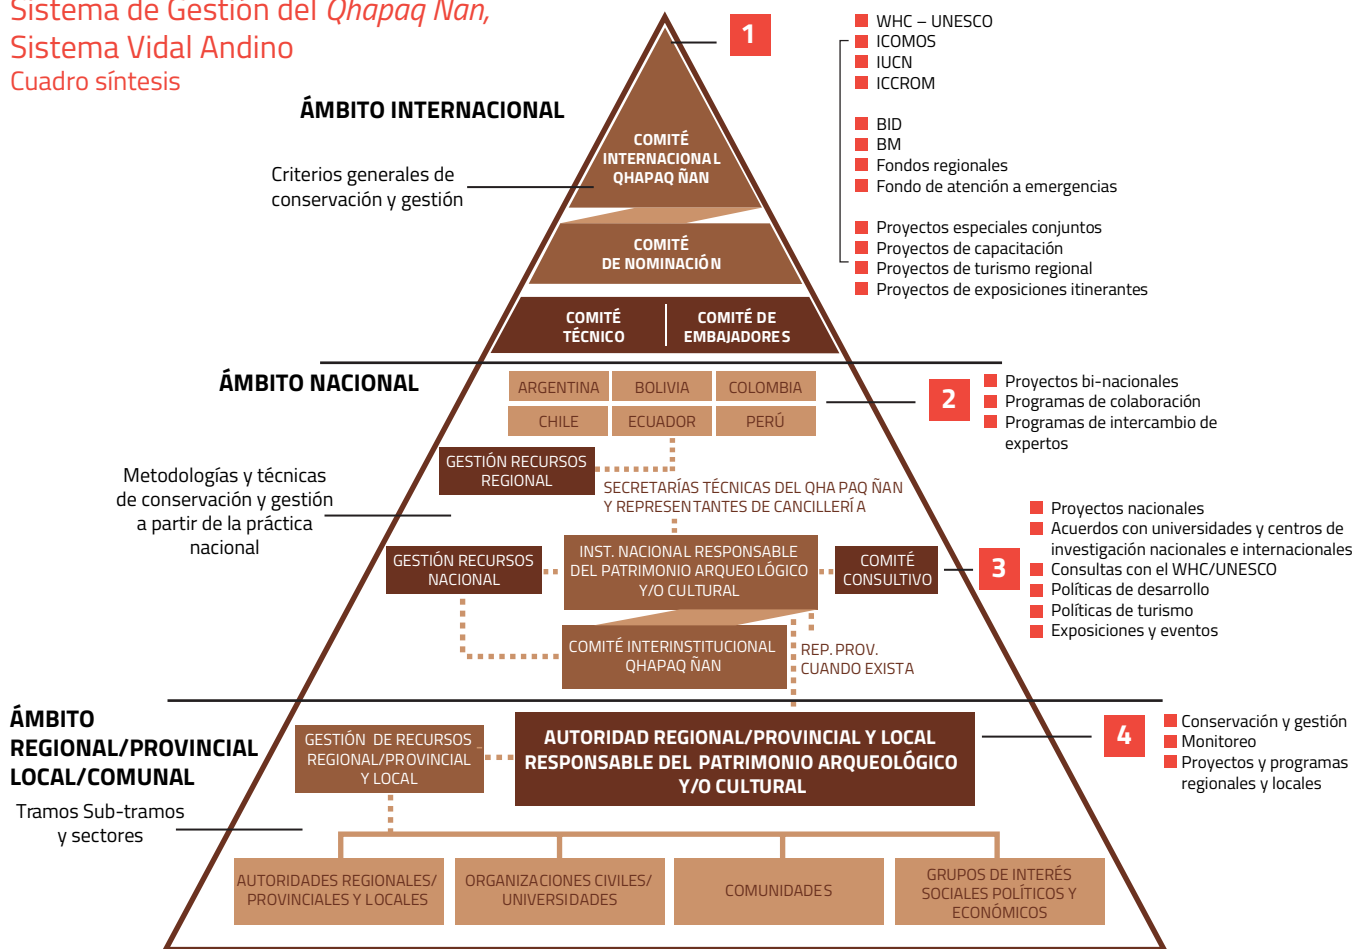 Sistema de Gestión del Qhapaq Ñan,
Sistema Vidal Andino
Cuadro síntesis
1
WHC – UNESCO
ICOMOS
IUCN
ICCROM
BID
BM
Fondos regionales
Fondo de atención a emergencias
Proyectos especiales conjuntos
Proyectos de capacitación
Proyectos de turismo regional
Proyectos de exposiciones itinerantes
ÁMBITO INTERNACIONAL
Criterios generales de
conservación y gestión
COMITÉ
INTERNACIONAL
QHAPAQ ÑAN
COMITÉ
DE NOMINACIÓN
COMITÉ
TÉCNICO
COMITÉ DE
EMBAJADORES
ÁMBITO NACIONAL
ARGENTINA
BOLIVIA
COLOMBIA
CHILE
ECUADOR
PERÚ
2
Proyectos bi-nacionales
Programas de colaboración
Programas de intercambio de
expertos
GESTIÓN RECURSOS
REGIONAL
SECRETARÍAS TÉCNICAS DEL QHA PAQ ÑAN
Y REPRESENTANTES DE CANCILLERÍA
Metodologías y técnicas
de conservación y gestión
a partir de la práctica
nacional
GESTIÓN RECURSOS
NACIONAL
INST. NACIONAL RESPONSABLE
DEL PATRIMONIO ARQUEOLÓGICO
Y/O CULTURAL
COMITÉ
CONSULTIVO
3
Proyectos nacionales
Acuerdos con universidades y centros de
investigación nacionales e internacionales
Consultas con el WHC/UNESCO
Políticas de desarrollo
Políticas de turismo
Exposiciones y eventos
COMITÉ INTERINSTITUCIONAL
QHAPAQ ÑAN
REP. PROV.
CUANDO EXISTA
ÁMBITO
REGIONAL/PROVINCIAL
LOCAL/COMUNAL
Tramos Sub-tramos
y sectores
GESTIÓN DE RECURSOS
REGIONAL/PROVINCIAL
Y LOCAL
AUTORIDAD REGIONAL/PROVINCIAL Y LOCAL
RESPONSABLE DEL PATRIMONIO ARQUEOLÓGICO
Y/O CULTURAL
4
Conservación y gestión
Monitoreo
Proyectos y programas
regionales y locales
AUTORIDADES REGIONALES/
PROVINCIALES Y LOCALES
ORGANIZACIONES CIVILES/
UNIVERSIDADES
COMUNIDADES
GRUPOS DE INTERÉS
SOCIALES POLÍTICOS Y
ECONÓMICOS